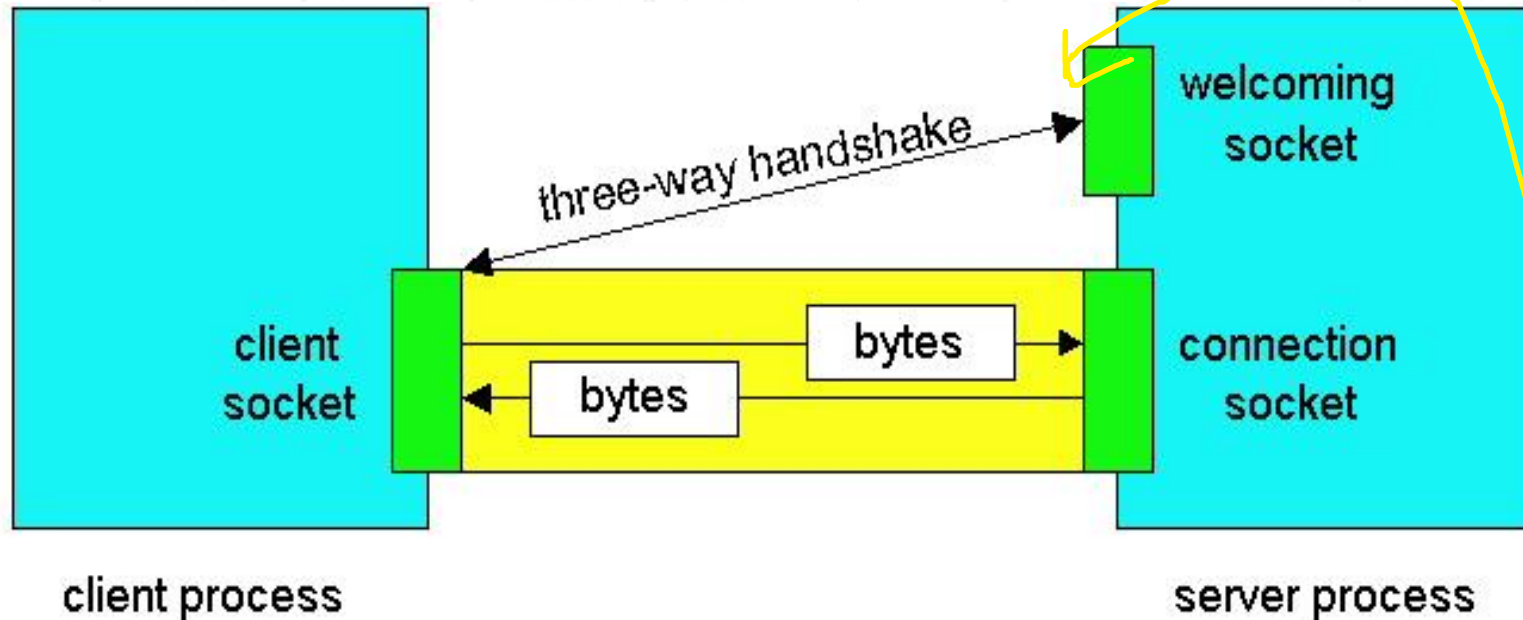 welcoming
socket
three-way handshake
client
socket
bytes
bytes
connection
socket
client process
server process